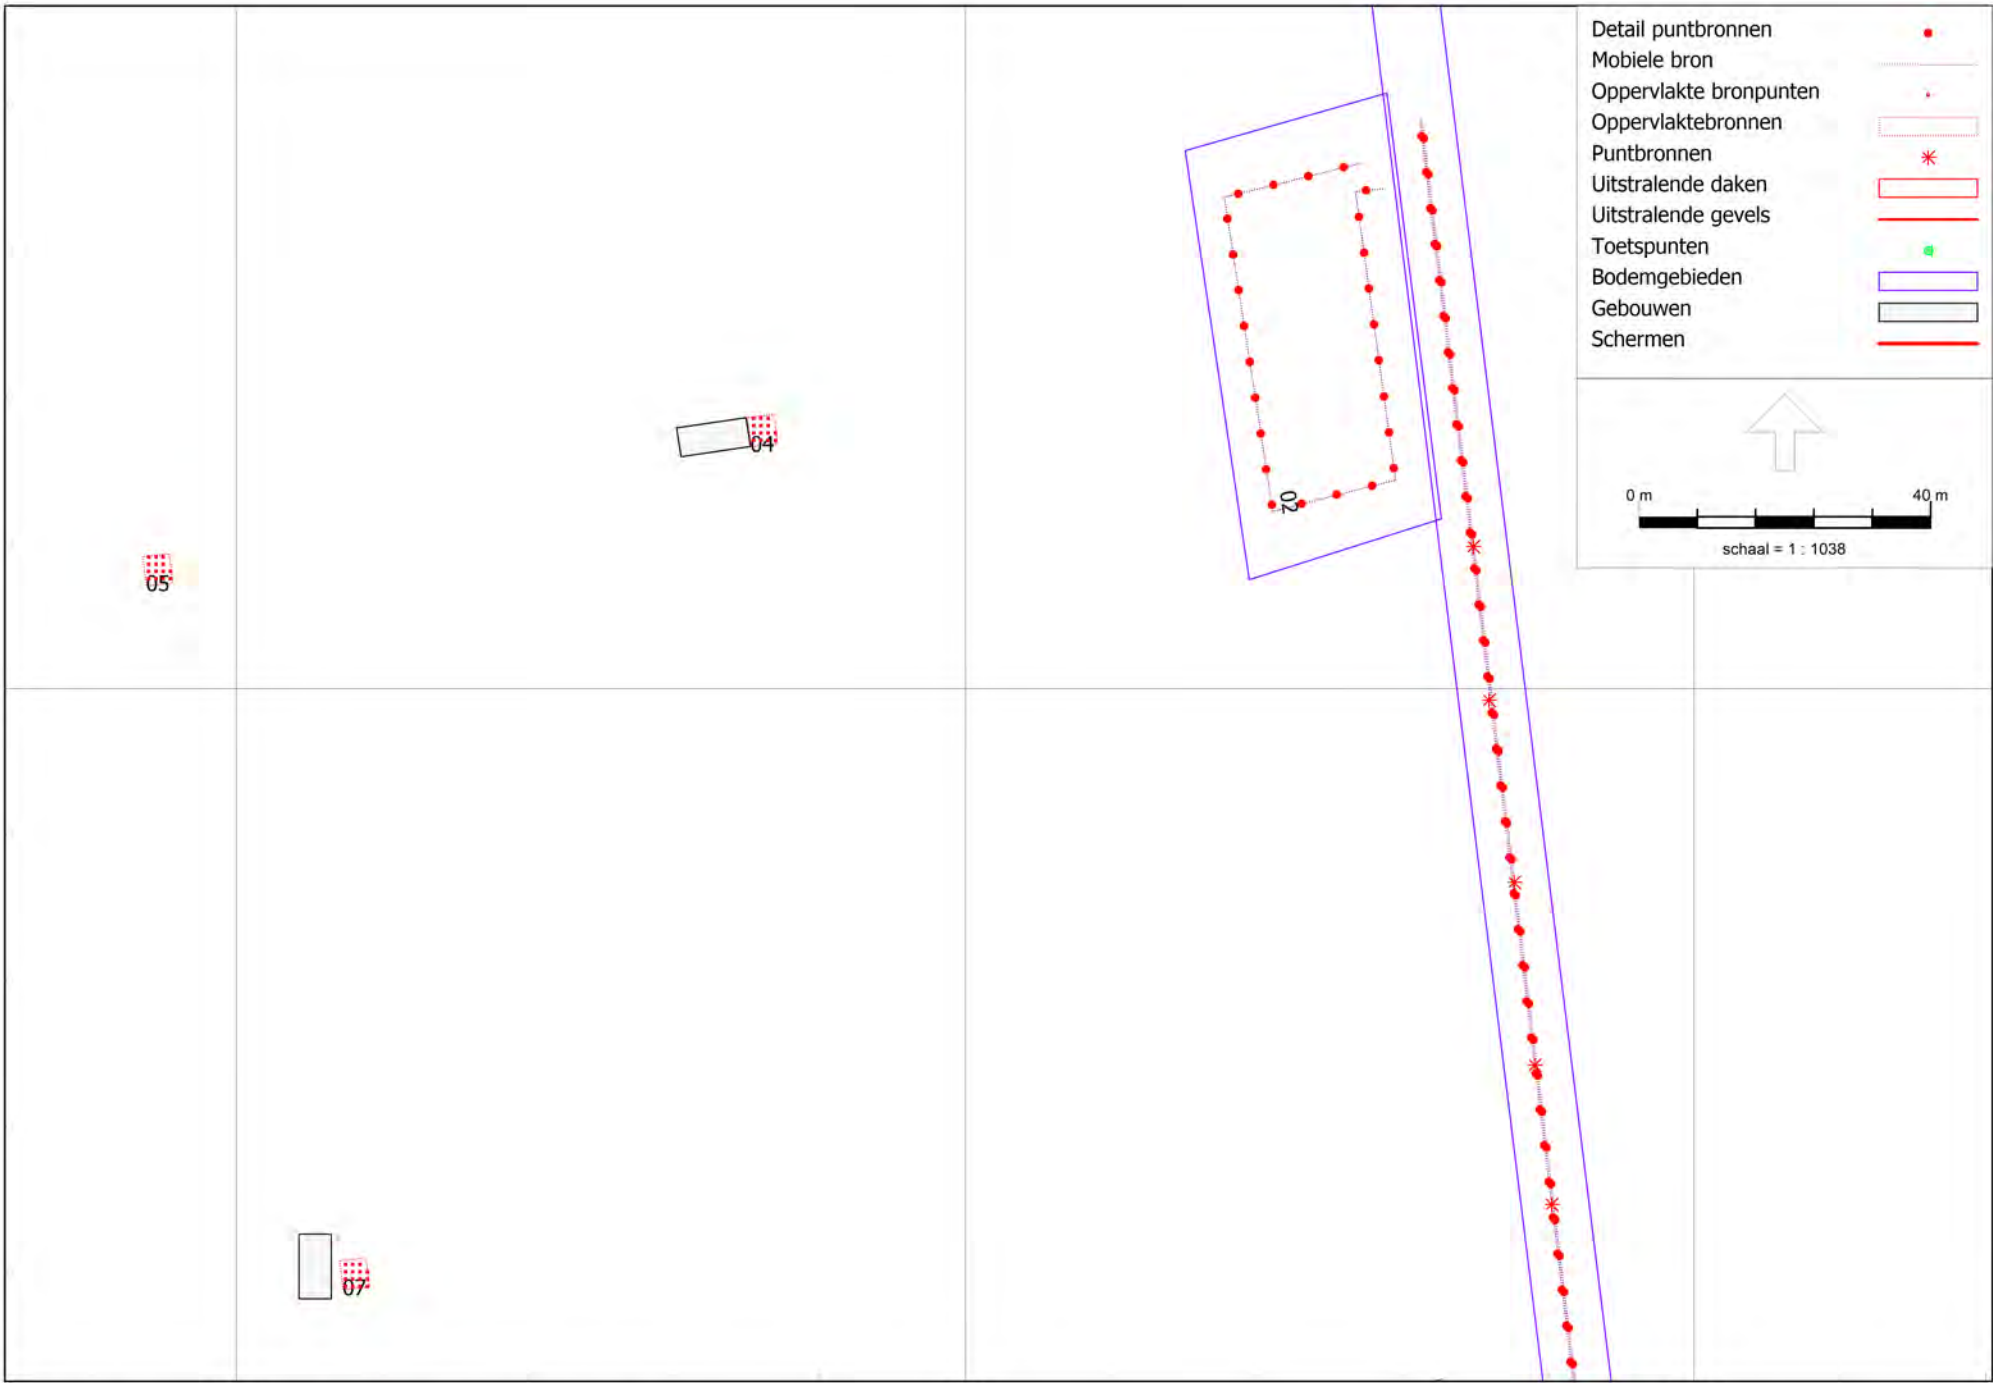 Detail puntbronnen
Mobiele bron
Oppervlakte bronpunten
Oppervlaktebronnen
Puntbronnen
Uitstralende daken
Uitstralende gevels
Toetspunten
Bodemgebieden
Gebouwen
Schermen
0 m 40 m
schaal = 1 : 1038
04
02
05
07